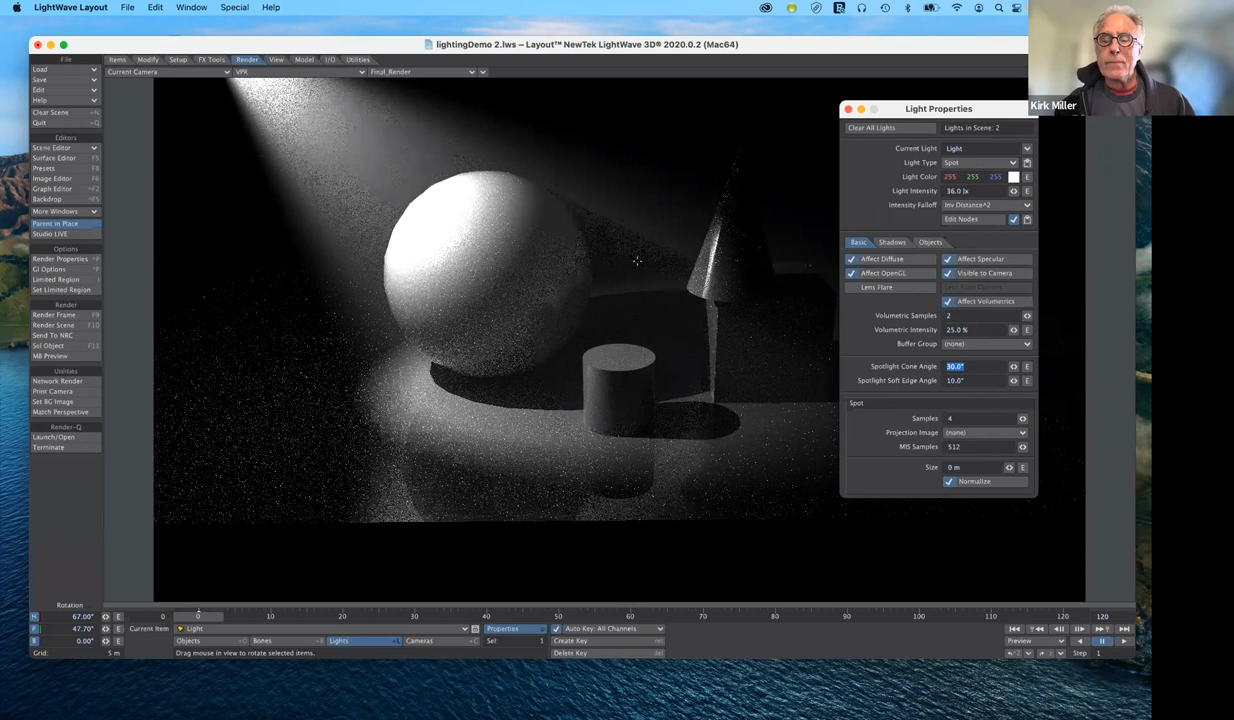 LightWave Layout File Edit Window Special Help
lightingDemo 2.lws – Layout™ NewTek LightWave 3D® 2020.0.2 (Mac64)
File Items Modify Setup FX Tools Render View Model I/O Utilities
Load Current Camera VPR Final_Render
Save
Edit
Help
Clear Scene
Quit
Editors
Scene Editor
Surface Editor F5
Presets F8
Image Editor F6
Graph Editor ^F2
Backdrop ^F5
More Windows
Parent in Place
Studio LIVE
Options
Render Properties ^P
GI Options
Limited Region
Set Limited Region
Render
Render Frame F9
Render Scene F10
Send To NRC
Sel Object F11
MB Preview
Utilities
Network Render
Print Camera
Set BG Image
Match Perspective
Render-Q
Launch/Open
Terminate
Kirk Miller
Light Properties
Clear All Lights Lights in Scene: 2
Current Light Light
Light Type Spot
Light Color 255 255 255 E
Light Intensity 36.0 lx E
Intensity Falloff Inv Distance^2
Edit Nodes
Basic Shadows Objects
Affect Diffuse Affect Specular
Affect OpenGL Visible to Camera
Lens Flare
Affect Volumetrics
Volumetric Samples 2
Volumetric Intensity 25.0 % E
Buffer Group (none)
Spotlight Cone Angle 30.0° E
Spotlight Soft Edge Angle 10.0° E
Spot
Samples 4
Projection Image (none)
MIS Samples 512
Size 0 m E
Normalize
Rotation
H 67.00° E 0 0 10 20 30 40 50 60 70 80 90 100 110 120 120
P 47.70° E Current Item Light Properties Auto Key: All Channels
B 0.00° E Objects Bones Lights Cameras Sel: 1 Create Key Preview
Grid: 5 m Drag mouse in view to rotate selected items. Delete Key Step 1